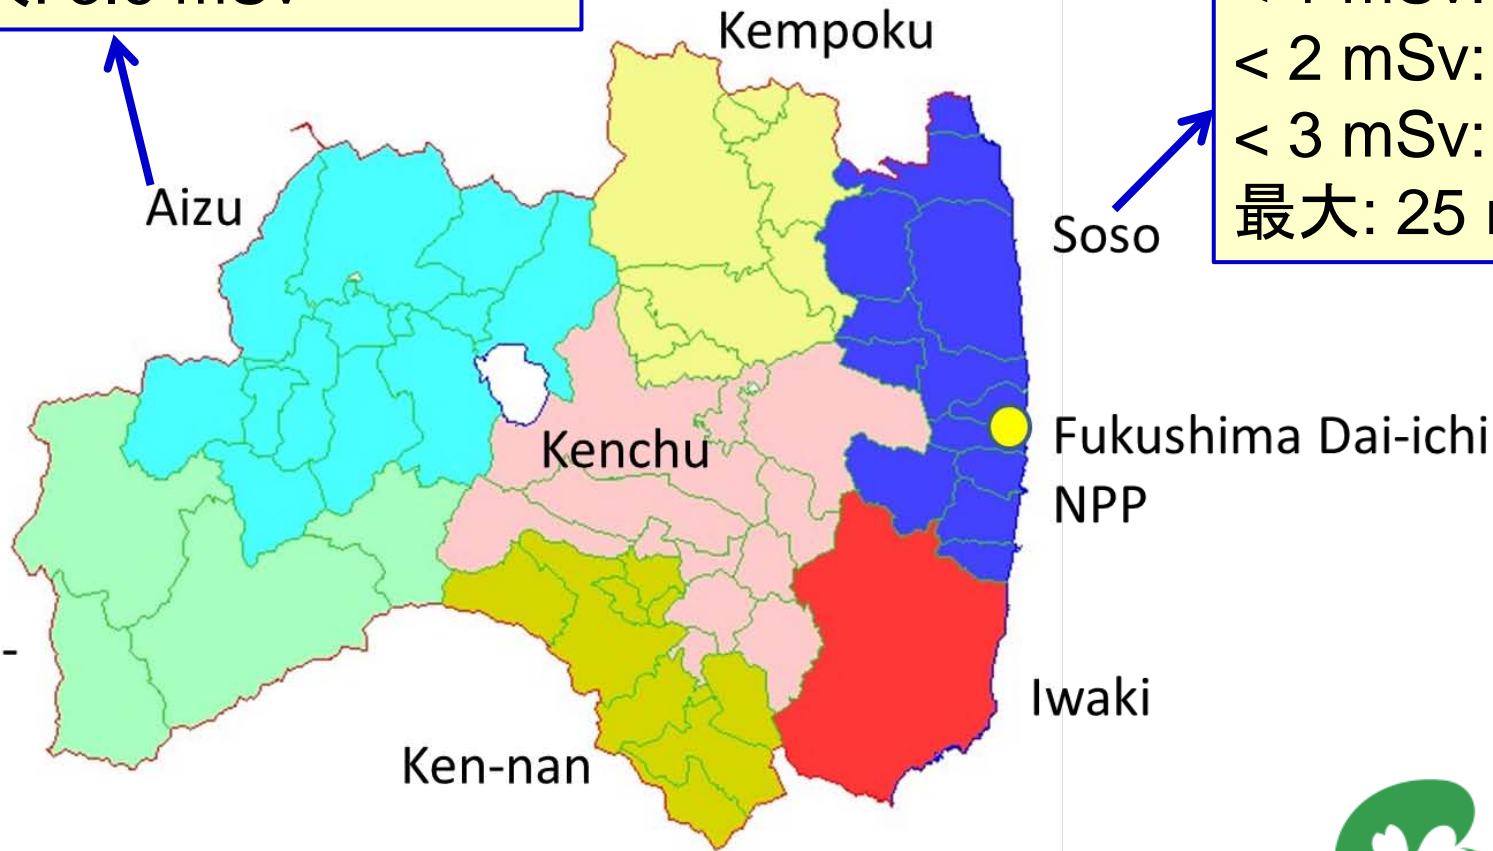 Kempoku
< 2 mSv:
< 3 mSv:
最大: 25
Aizu
Soso
Fukushima Dai-ichi
NPP
Kenchu
-
Iwaki
Ken-nan